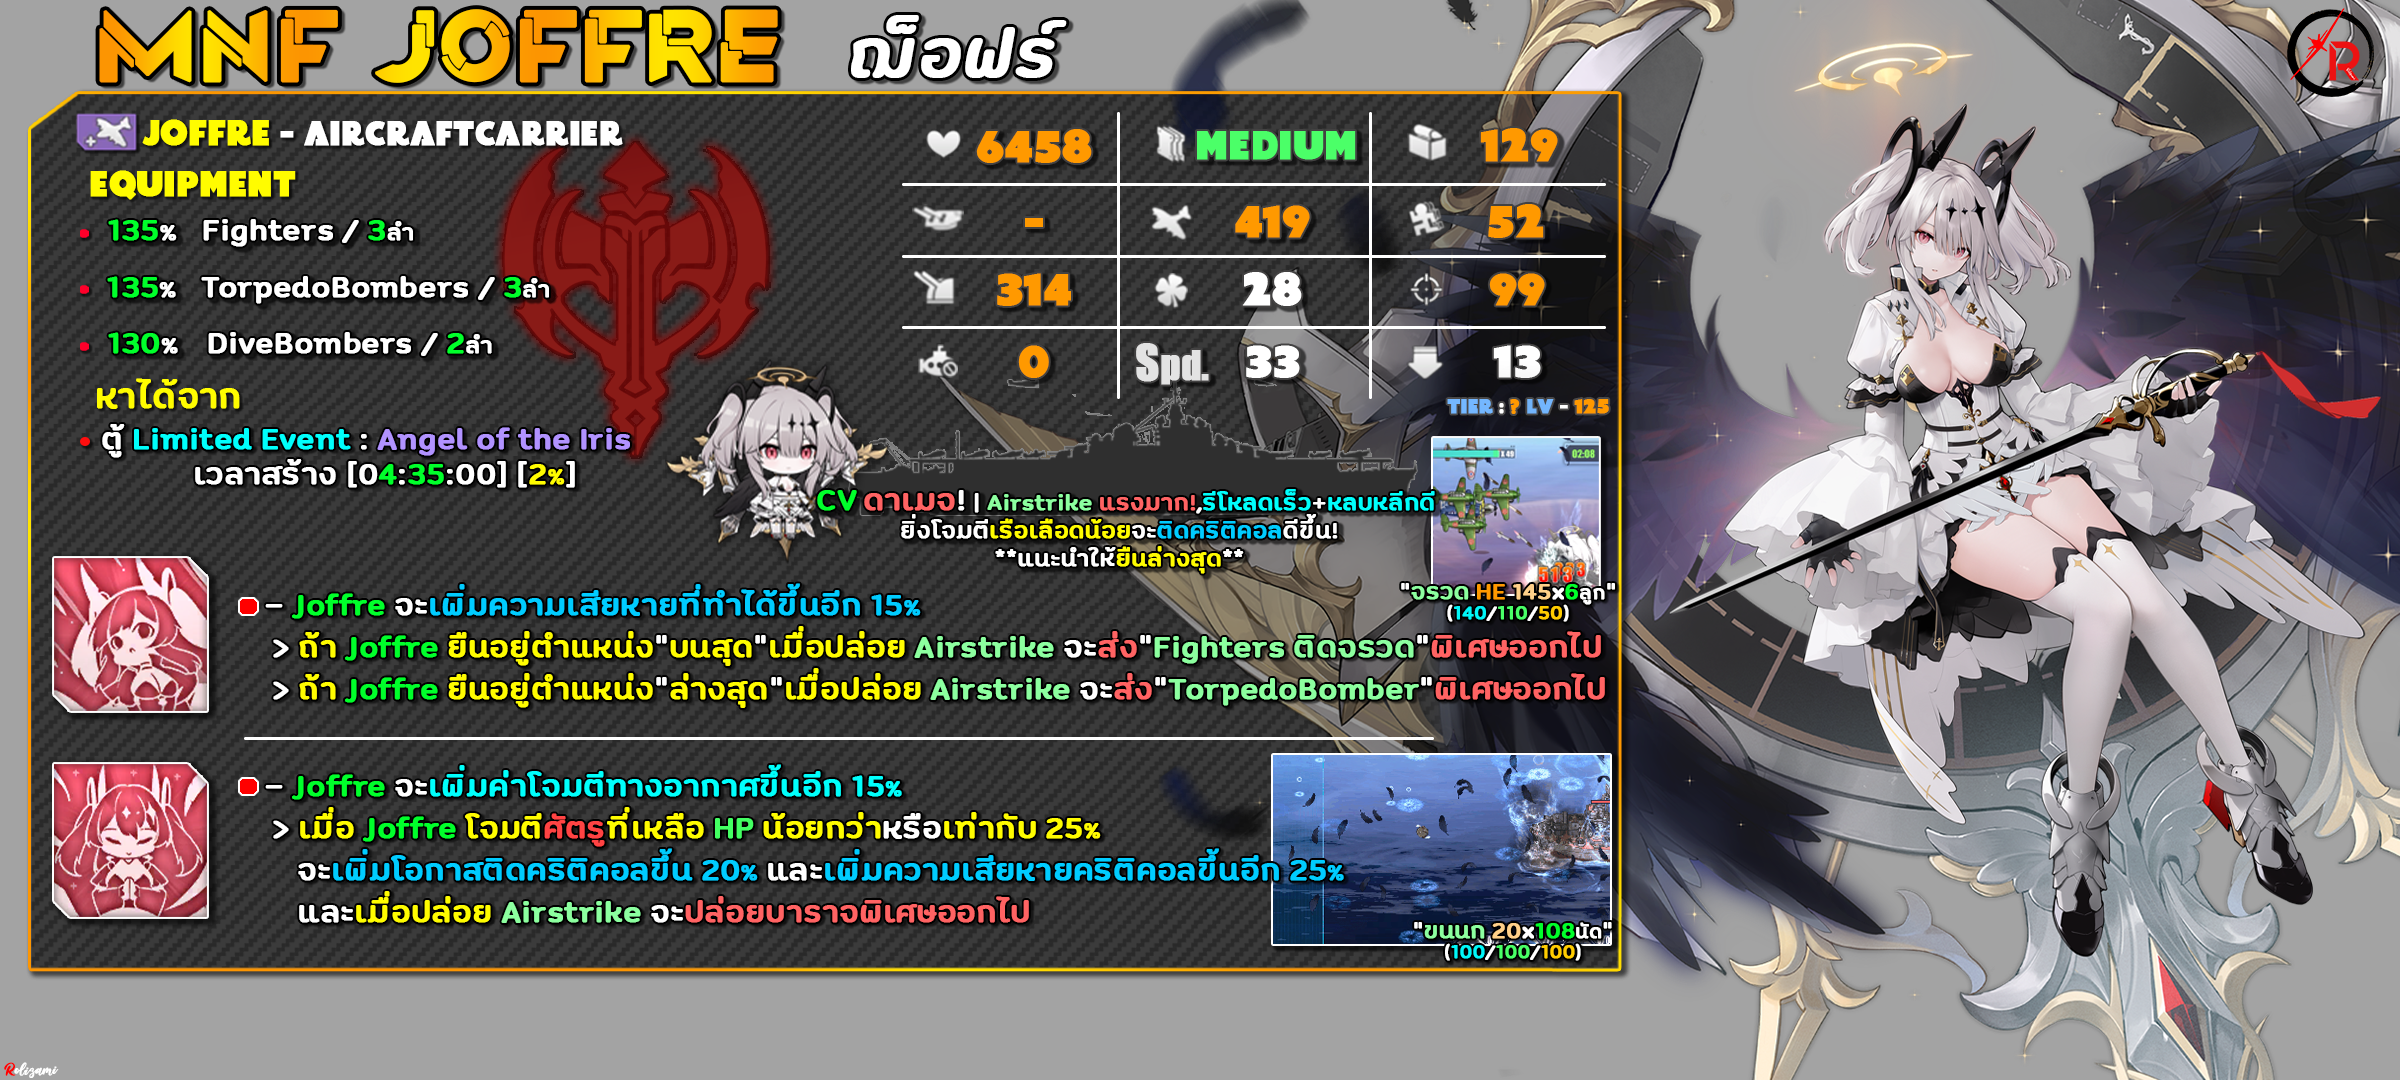 MNF JOFFRE ฌ็อฟร์
JOFFRE - AIRCRAFTCARRIER
EQUIPMENT
135% Fighters / 3ลำ
135% TorpedoBombers / 3ลำ
130% DiveBombers / 2ลำ
หาได้จาก
ตู้ Limited Event : Angel of the Iris
เวลาสร้าง [04:35:00] [2%]
6458 MEDIUM 129
- 419 52
314 28 99
0 Spd. 33 13
TIER : ? LV - 125
CV ดาเมจ! | Airstrike แรงมาก!,รีโหลดเร็ว+หลบหลีกดี
ยิ่งโจมตีเรือเลือดน้อยจะติดคริติคอลดีขึ้น!
**แนะนำให้ยืนล่างสุด**
X 49
02:08
"จรวด-HE-145x6ลูก"
(140/110/50)
- Joffre จะเพิ่มความเสียหายที่ทำได้ขึ้นอีก 15%
> ถ้า Joffre ยืนอยู่ตำแหน่ง"บนสุด"เมื่อปล่อย Airstrike จะส่ง"Fighters ติดจรวด"พิเศษออกไป
> ถ้า Joffre ยืนอยู่ตำแหน่ง"ล่างสุด"เมื่อปล่อย Airstrike จะส่ง"TorpedoBomber"พิเศษออกไป
- Joffre จะเพิ่มค่าโจมตีทางอากาศขึ้นอีก 15%
> เมื่อ Joffre โจมตีศัตรูที่เหลือ HP น้อยกว่าหรือเท่ากับ 25%
จะเพิ่มโอกาสติดคริติคอลขึ้น 20% และเพิ่มความเสียหายคริติคอลขึ้นอีก 25%
และเมื่อปล่อย Airstrike จะปล่อยบาราจพิเศษออกไป
"ขนนก 20x108นัด"
(100/100/100)
R
Rolizami